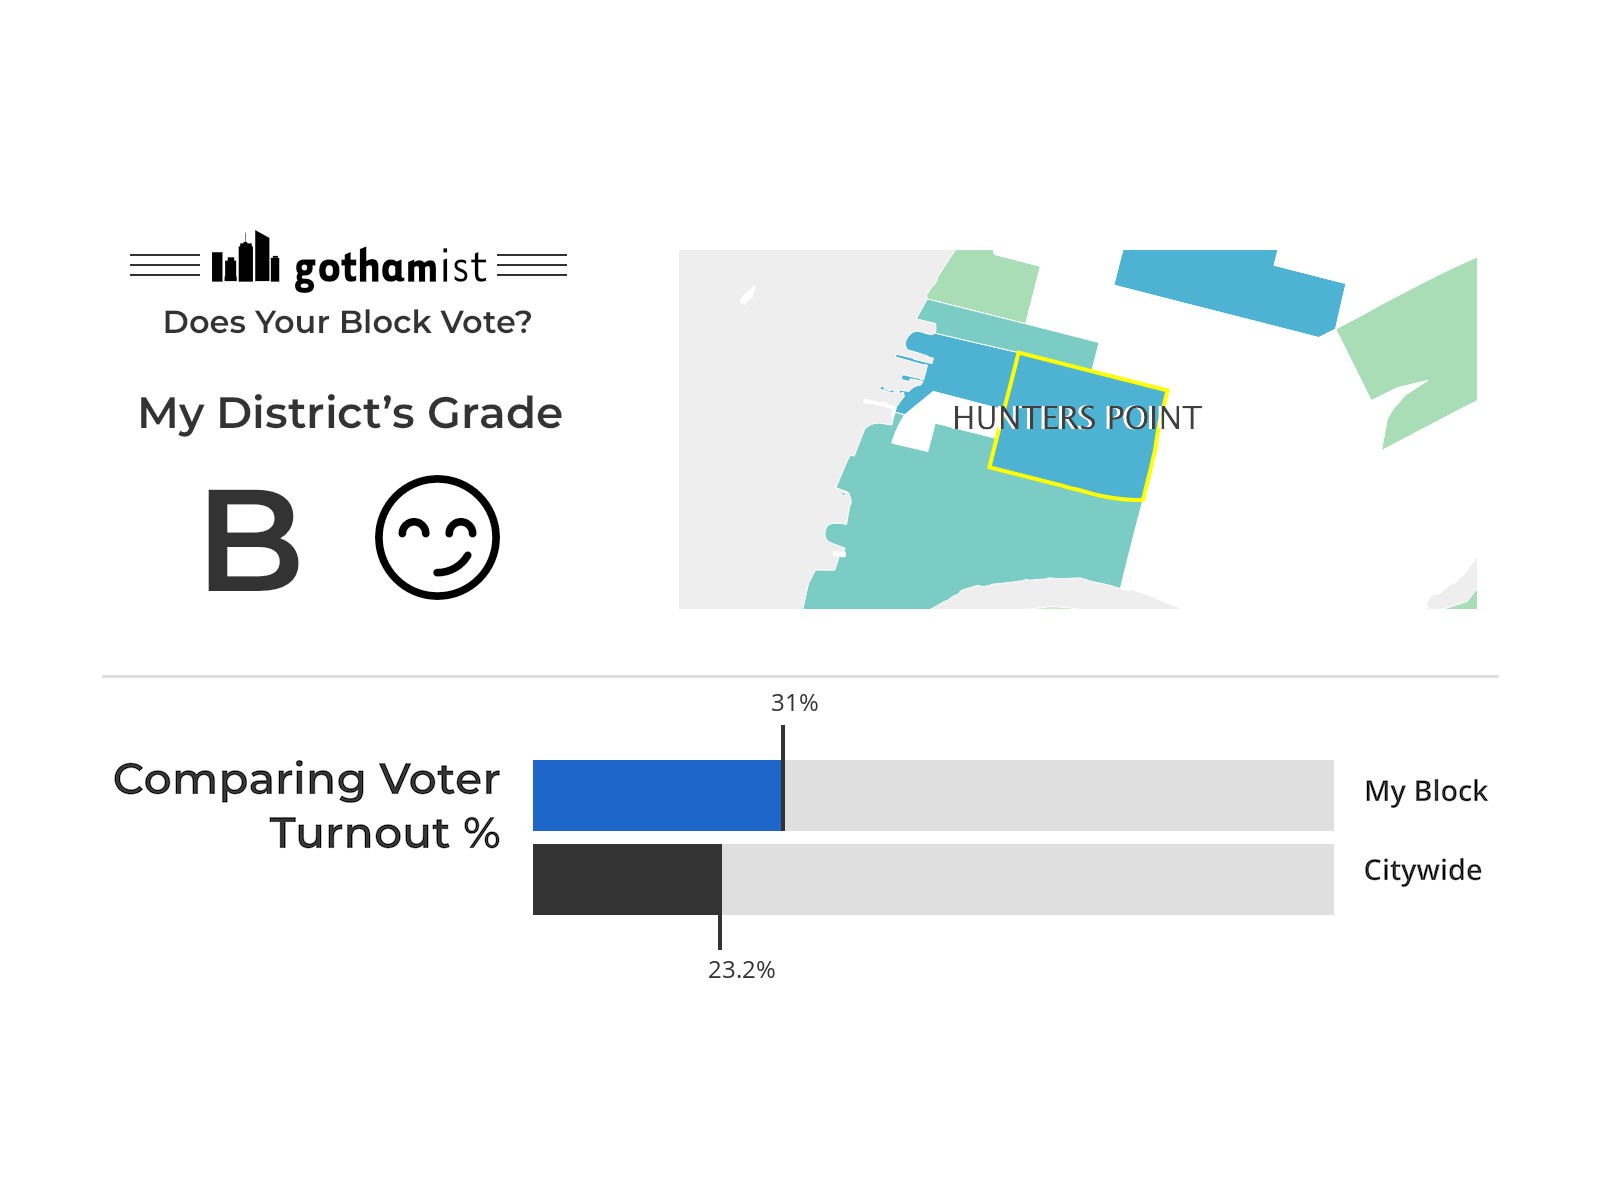 gothamist
Does Your Block Vote?
My District’s Grade
B
HUNTERS POINT
31%
Comparing Voter
Turnout %
My Block
Citywide
23.2%